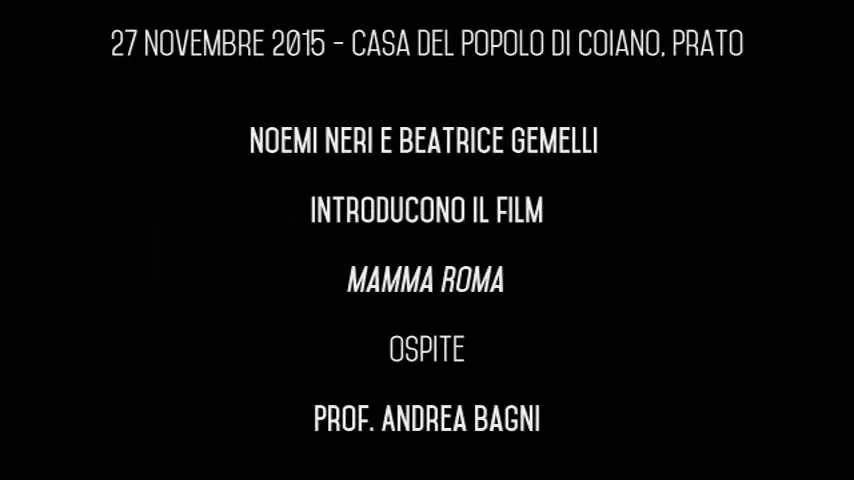 27 NOVEMBRE 2015 - CASA DEL POPOLO DI COIANO, PRATO
NOEMI NERI E BEATRICE GEMELLI
INTRODUCONO IL FILM
MAMMA ROMA
OSPITE
PROF. ANDREA BAGNI